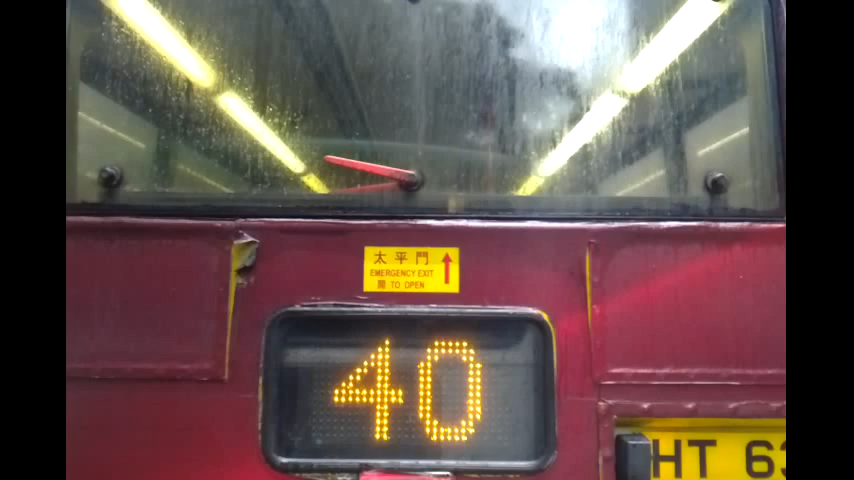 太平門
EMERGENCY EXIT
開 TO OPEN
40
HT 63